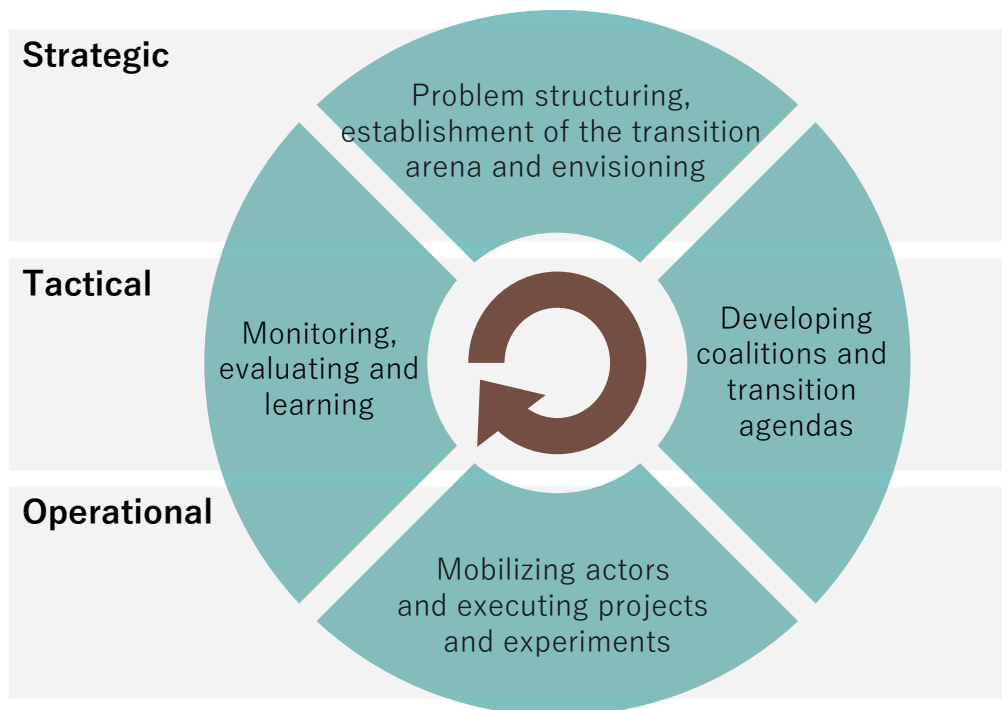 Strategic
Problem structuring,
establishment of the transition
arena and envisioning
Tactical
Monitoring,
evaluating and
learning
Developing
coalitions and
transition
agendas
Operational
Mobilizing actors
and executing projects
and experiments